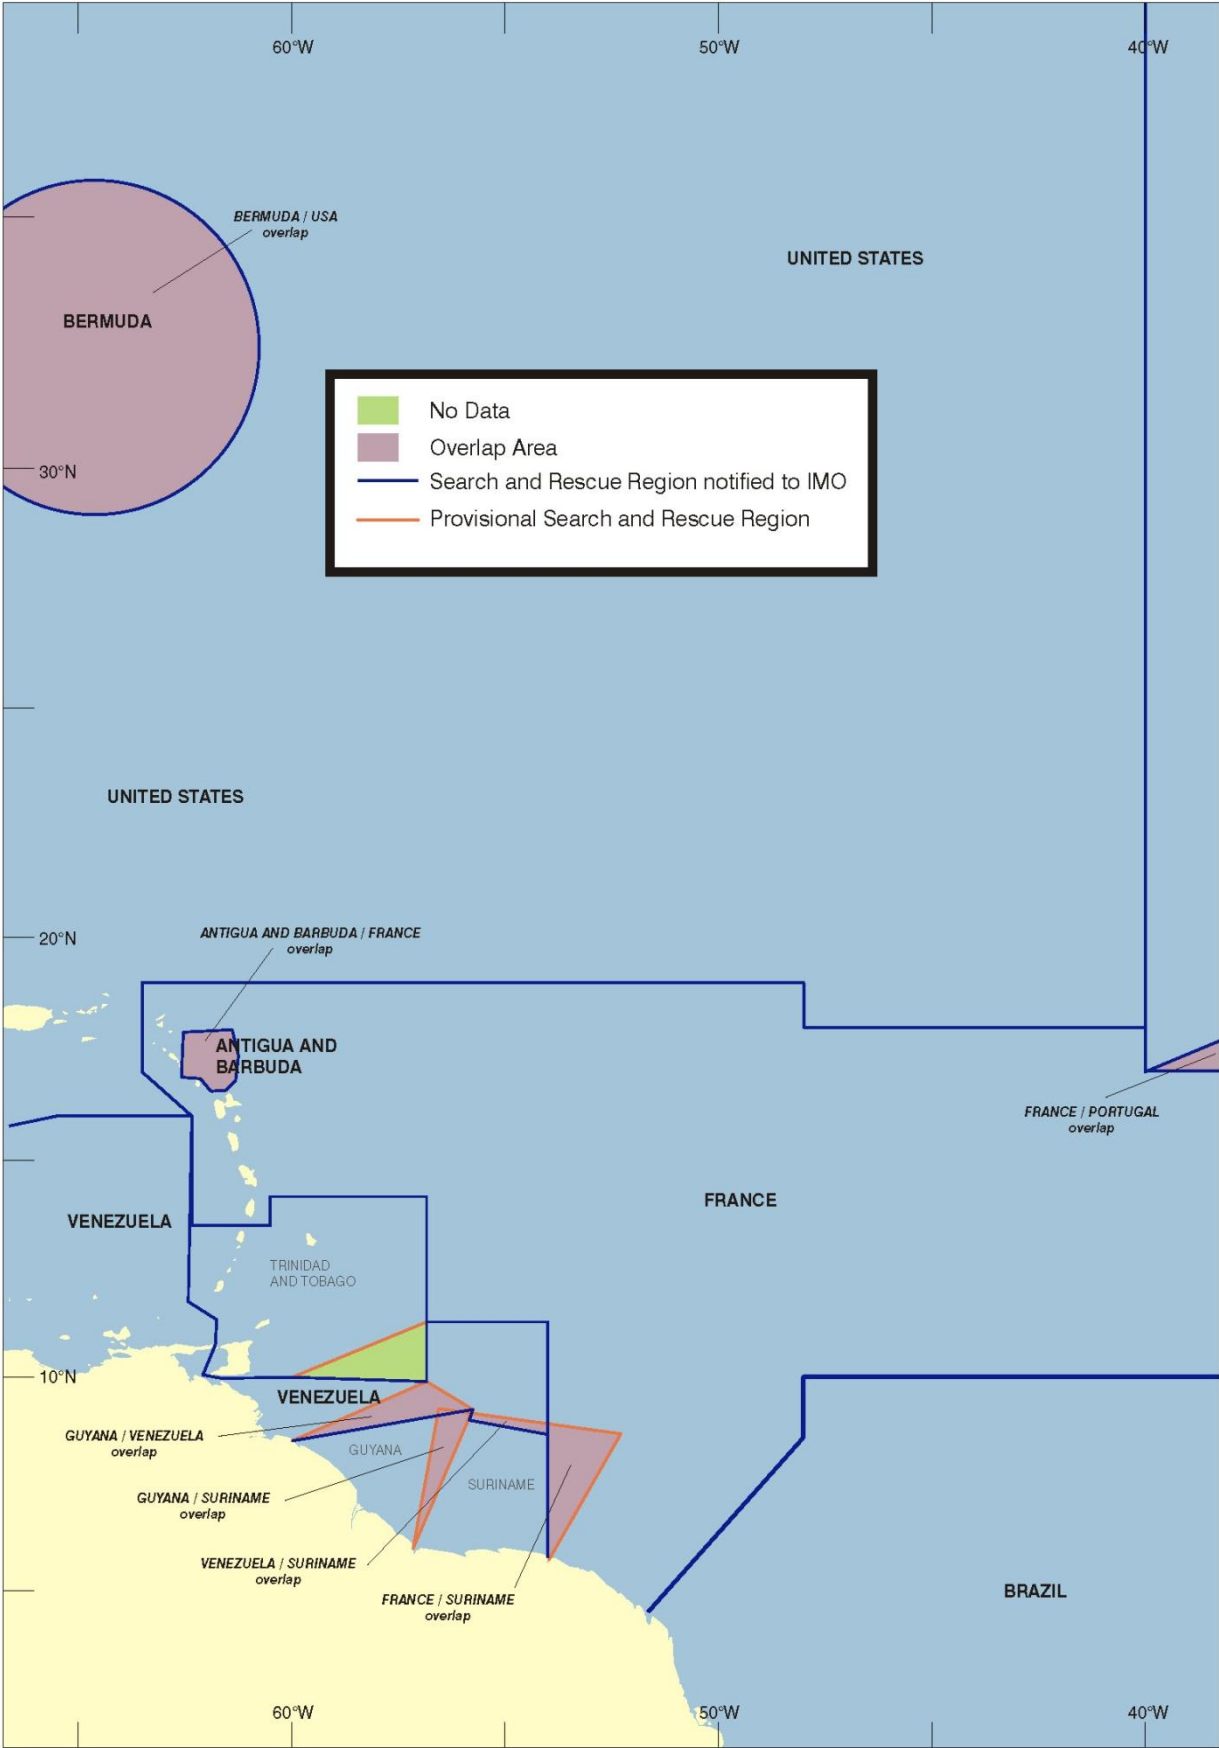 60°W
50°W
40°W
BERMUDA / USA
overlap
UNITED STATES
BERMUDA
No Data
Overlap Area
30°N
Search and Rescue Region notified to IMO
Provisional Search and Rescue Region
UNITED STATES
20°N
ANTIGUA AND BARBUDA / FRANCE
overlap
ANTIGUA AND
BARBUDA
FRANCE / PORTUGAL
overlap
FRANCE
VENEZUELA
TRINIDAD
AND TOBAGO
10°N
VENEZUELA
GUYANA / VENEZUELA
overlap
GUYANA
SURINAME
GUYANA / SURINAME
overlap
VENEZUELA / SURINAME
overlap
FRANCE / SURINAME
overlap
BRAZIL
60°W
50°W
40°W